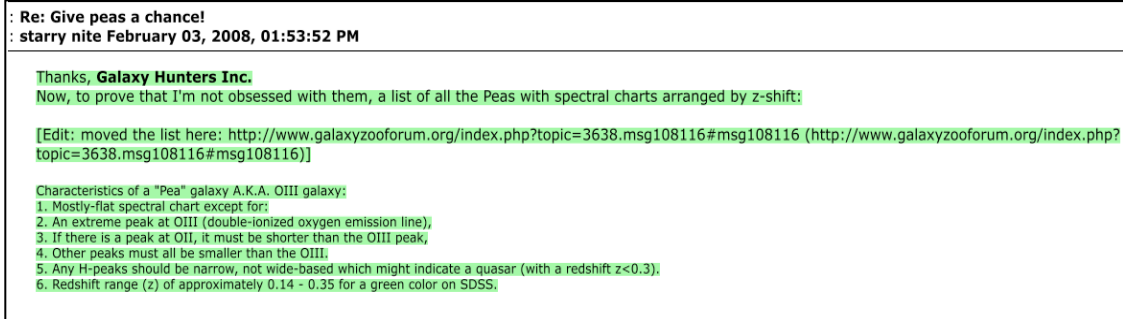 : Re: Give peas a chance!
: starry nite February 03, 2008, 01:53:52 PM
Thanks, Galaxy Hunters Inc.
Now, to prove that I'm not obsessed with them, a list of all the Peas with spectral charts arranged by z-shift:
[Edit: moved the list here: http://www.galaxyzooforum.org/index.php?topic=3638.msg108116#msg108116 (http://www.galaxyzooforum.org/index.php?
topic=3638.msg108116#msg108116)]
Characteristics of a "Pea" galaxy A.K.A. OIII galaxy:
1. Mostly-flat spectral chart except for:
2. An extreme peak at OIII (double-ionized oxygen emission line),
3. If there is a peak at OII, it must be shorter than the OIII peak,
4. Other peaks must all be smaller than the OIII.
5. Any H-peaks should be narrow, not wide-based which might indicate a quasar (with a redshift z<0.3).
6. Redshift range (z) of approximately 0.14 - 0.35 for a green color on SDSS.